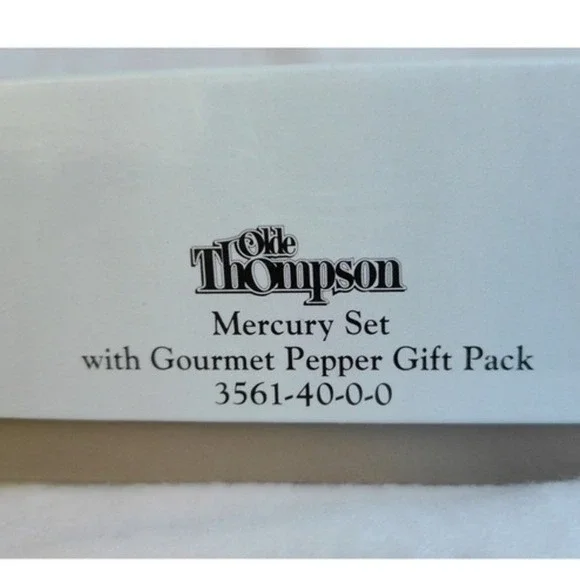 Olde
Thompson
Mercury Set
with Gourmet Pepper Gift Pack
3561-40-0-0